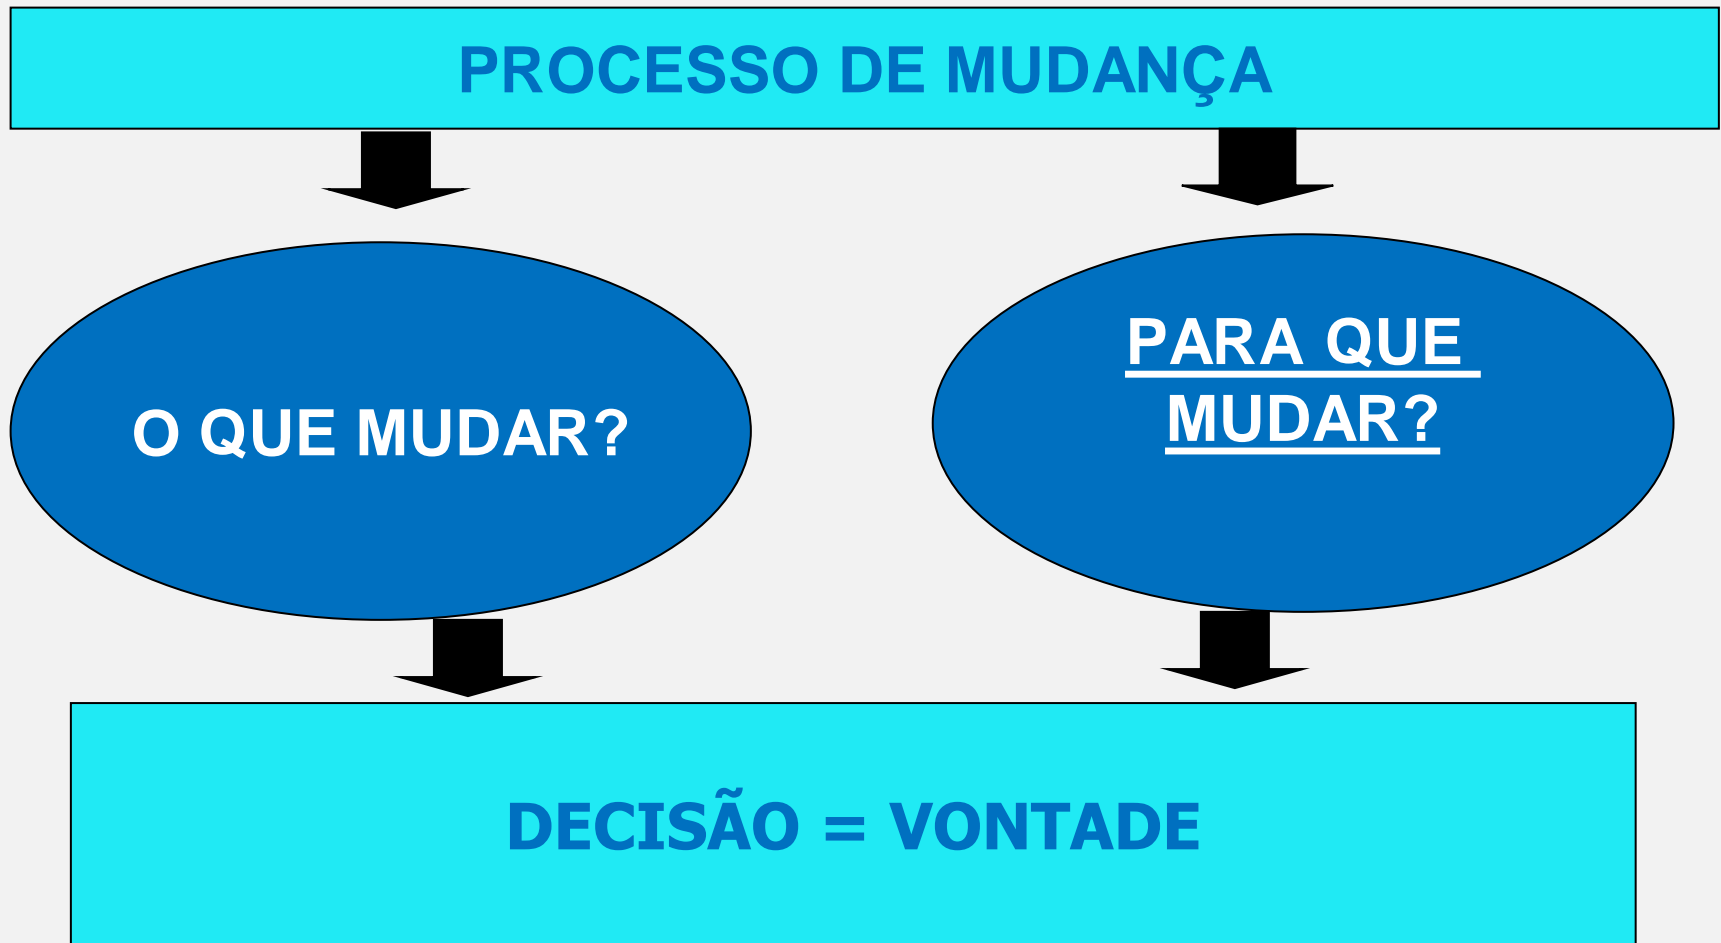 PROCESSO DE MUDANÇA
O QUE MUDAR?
PARA QUE
MUDAR?
DECISÃO = VONTADE